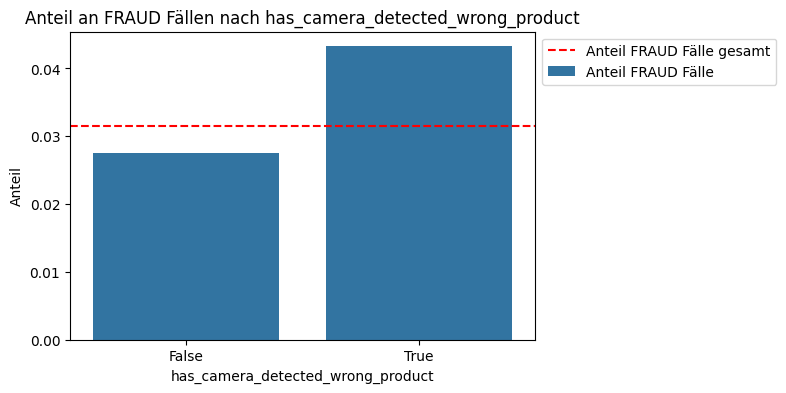 Anteil an FRAUD Fällen nach has_camera_detected_wrong_product
Anteil FRAUD Fälle gesamt
Anteil FRAUD Fälle
Anteil
0.04
0.03
0.02
0.01
0.00
False
True
has_camera_detected_wrong_product